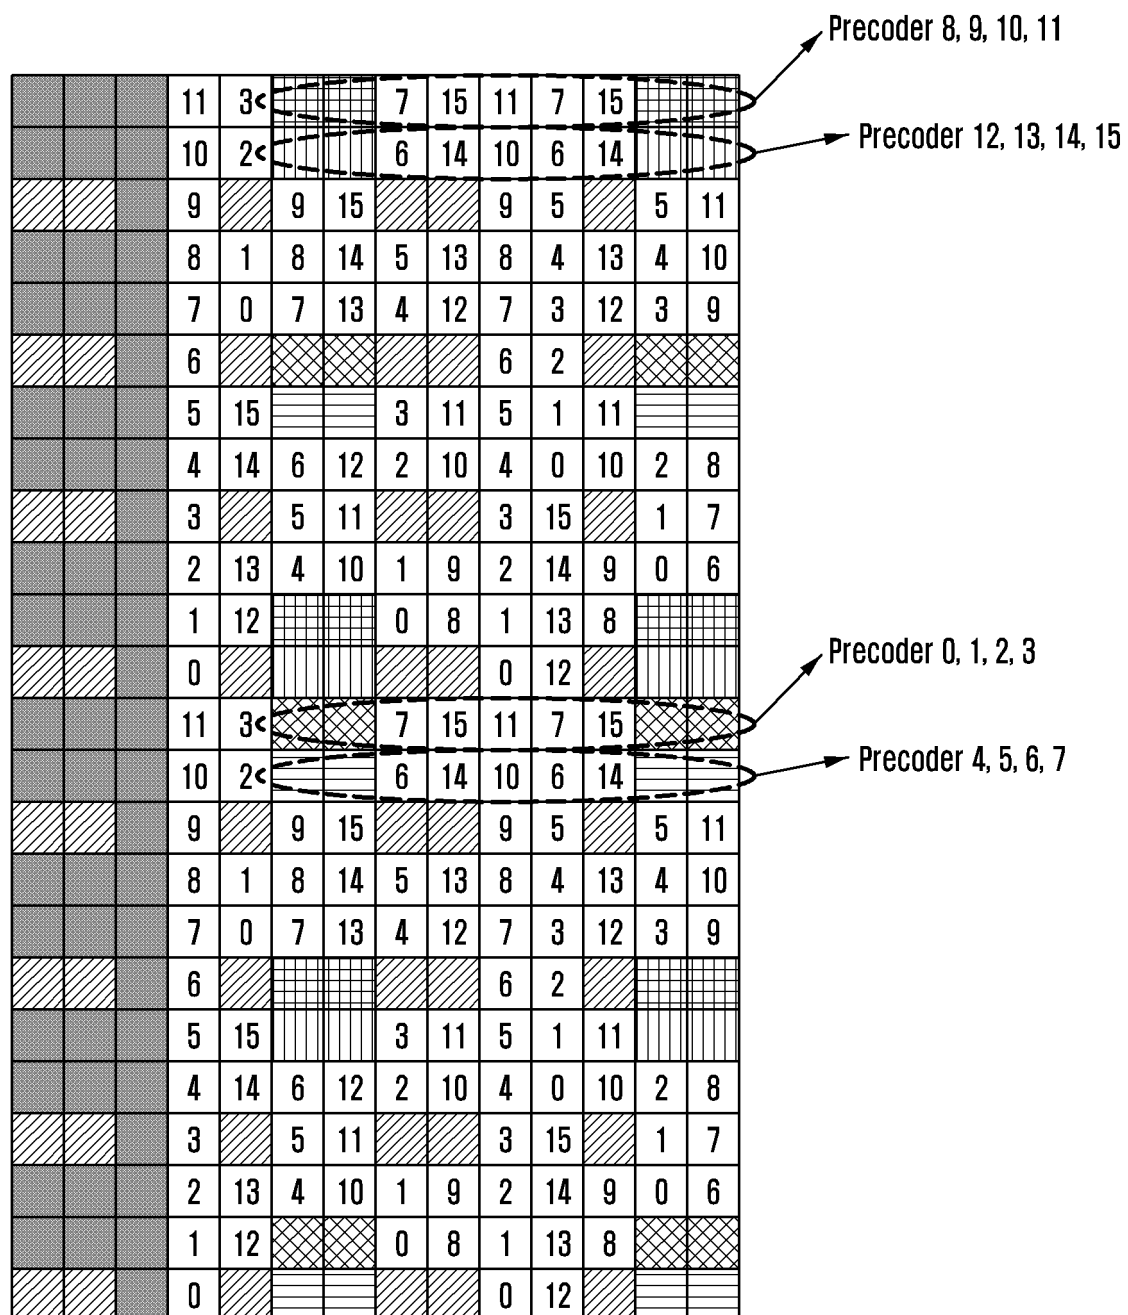 Precoder 8, 9, 10, 11
11 3 7 15 11 7 15
Precoder 12, 13, 14, 15
10 2 6 14 10 6 14
9 9 15 9 5 5 11
8 1 8 14 5 13 8 4 13 4 10
7 0 7 13 4 12 7 3 12 3 9
6 6 2
5 15 3 11 5 1 11
4 14 6 12 2 10 4 0 10 2 8
3 5 11 3 15 1 7
2 13 4 10 1 9 2 14 9 0 6
1 12 0 8 1 13 8
Precoder 0, 1, 2, 3
0 0 12
11 3 7 15 11 7 15
Precoder 4, 5, 6, 7
10 2 6 14 10 6 14
9 9 15 9 5 5 11
8 1 8 14 5 13 8 4 13 4 10
7 0 7 13 4 12 7 3 12 3 9
6 6 2
5 15 3 11 5 1 11
4 14 6 12 2 10 4 0 10 2 8
3 5 11 3 15 1 7
2 13 4 10 1 9 2 14 9 0 6
1 12 0 8 1 13 8
0 0 12